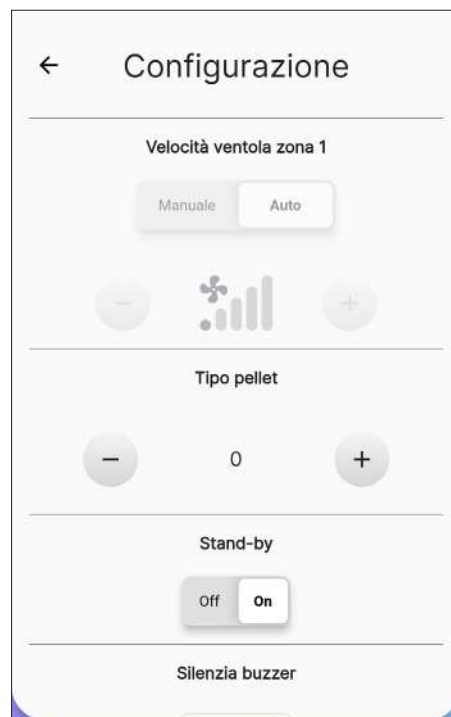 Configurazione
Velocità ventola zona 1
Manuale Auto
Tipo pellet
0
Stand-by
Off On
Silenzia buzzer